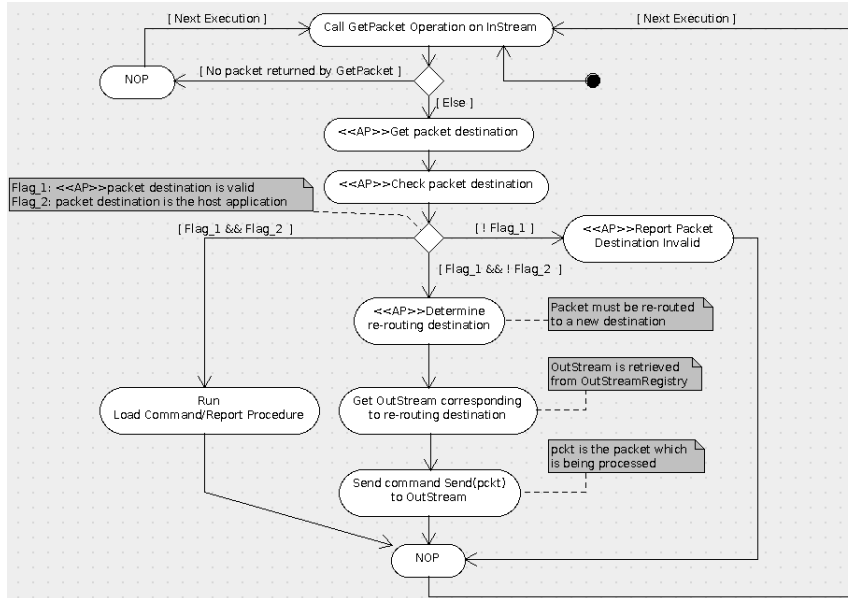 [ Next Execution ]
Call GetPacket Operation on InStream
[ Next Execution ]
NOP
[ No packet returned by GetPacket ]
[ Else ]
<<AP>>Get packet destination
<<AP>>Check packet destination
Flag_1: <<AP>>packet destination is valid
Flag_2: packet destination is the host application
[ Flag_1 && Flag_2 ]
[ ! Flag_1 ]
<<AP>>Report Packet
Destination Invalid
[ Flag_1 && ! Flag_2 ]
<<AP>>Determine
re-routing destination
Packet must be re-routed
to a new destination
Run
Load Command/Report Procedure
Get OutStream corresponding
to re-routing destination
OutStream is retrieved
from OutStreamRegistry
Send command Send(pckt)
to OutStream
pckt is the packet which
is being processed
NOP